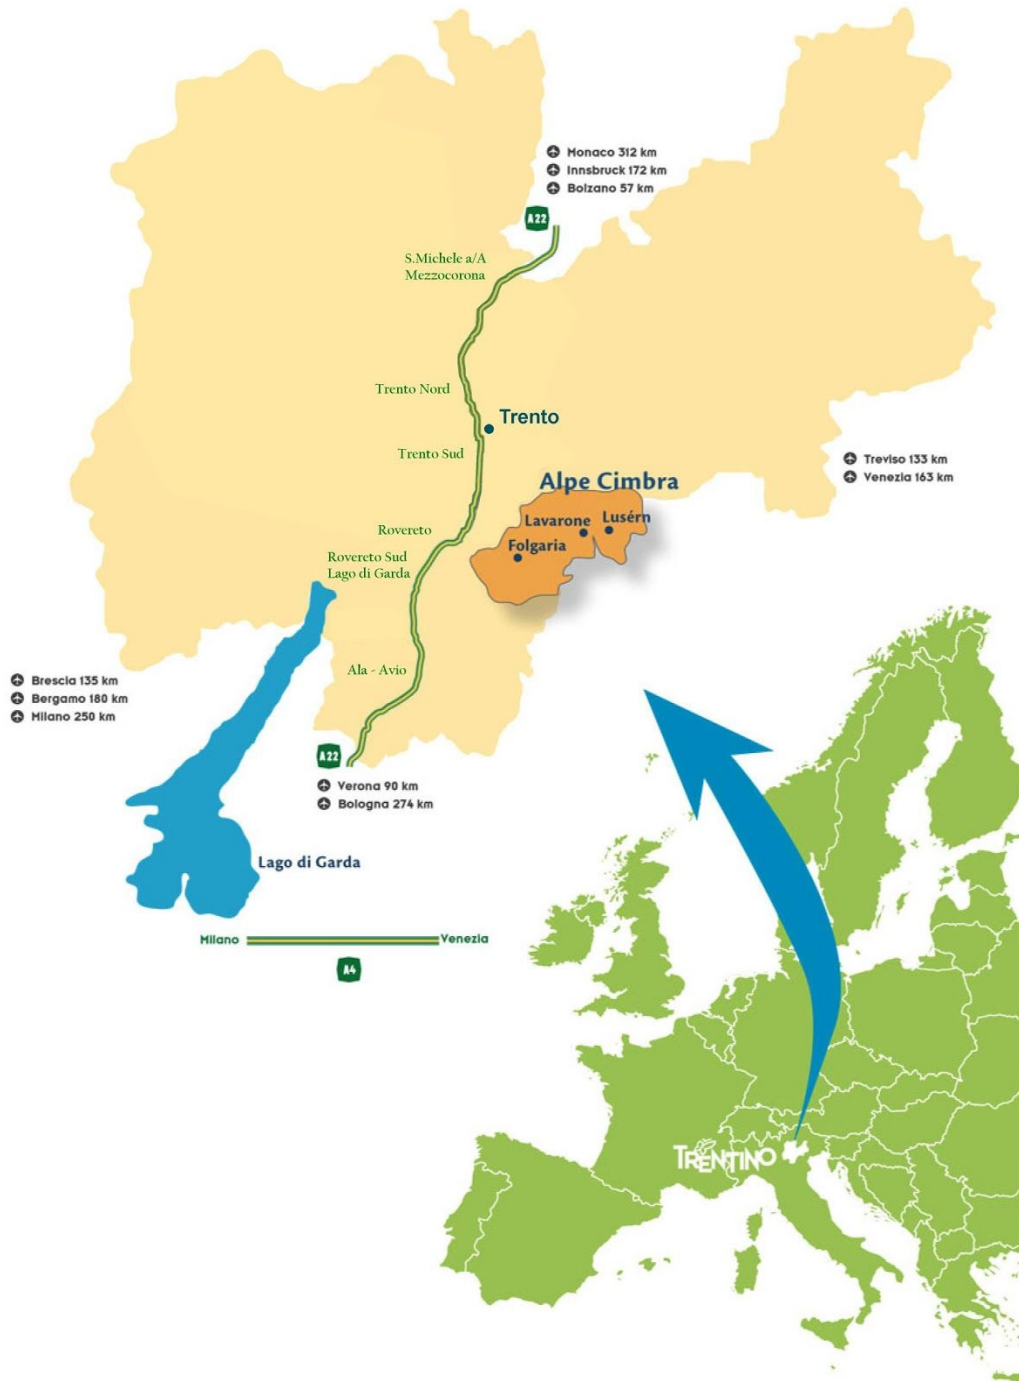 Monaco 312 km
Innsbruck 172 km
Bolzano 57 km
A22
S.Michele a/A
Mezzocorona
Trento Nord
Trento
Trento Sud
Treviso 133 km
Venezia 163 km
Alpe Cimbra
Lavarone
Lusérn
Folgaria
Rovereto
Rovereto Sud
Lago di Garda
Ala - Avio
Brescia 135 km
Bergamo 180 km
Milano 250 km
A22
Verona 90 km
Bologna 274 km
Lago di Garda
Milano
Venezia
A4
TRENTINO